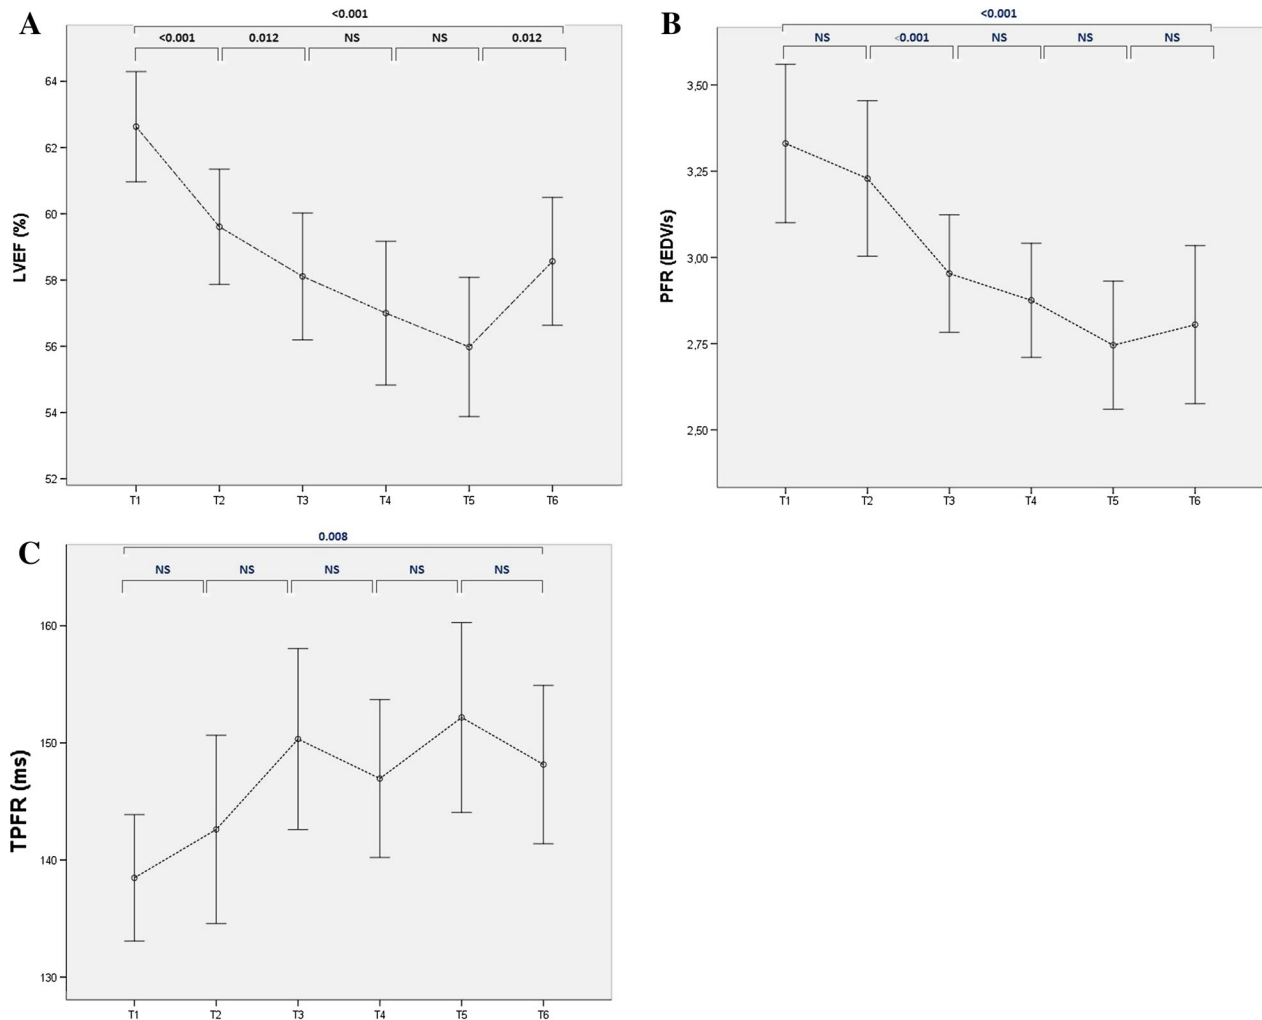 A
<0.001
<0.001 0.012 NS NS 0.012
64
62
60
58
56
54
52
LVEF (%)
T1 T2 T3 T4 T5 T6
B
<0.001
NS <0.001 NS NS NS
3,50
3,25
3,00
2,75
2,50
PFR (EDV/s)
T1 T2 T3 T4 T5 T6
C
0.008
NS NS NS NS NS
160
150
140
130
TPFR (ms)
T1 T2 T3 T4 T5 T6